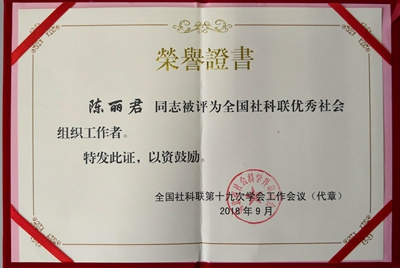 榮譽證書
陈丽君 同志被评为全国社科联优秀社会
组织工作者。
特发此证，以资鼓励。
全国社科联第十九次学会工作会议（代章）
2018年9月